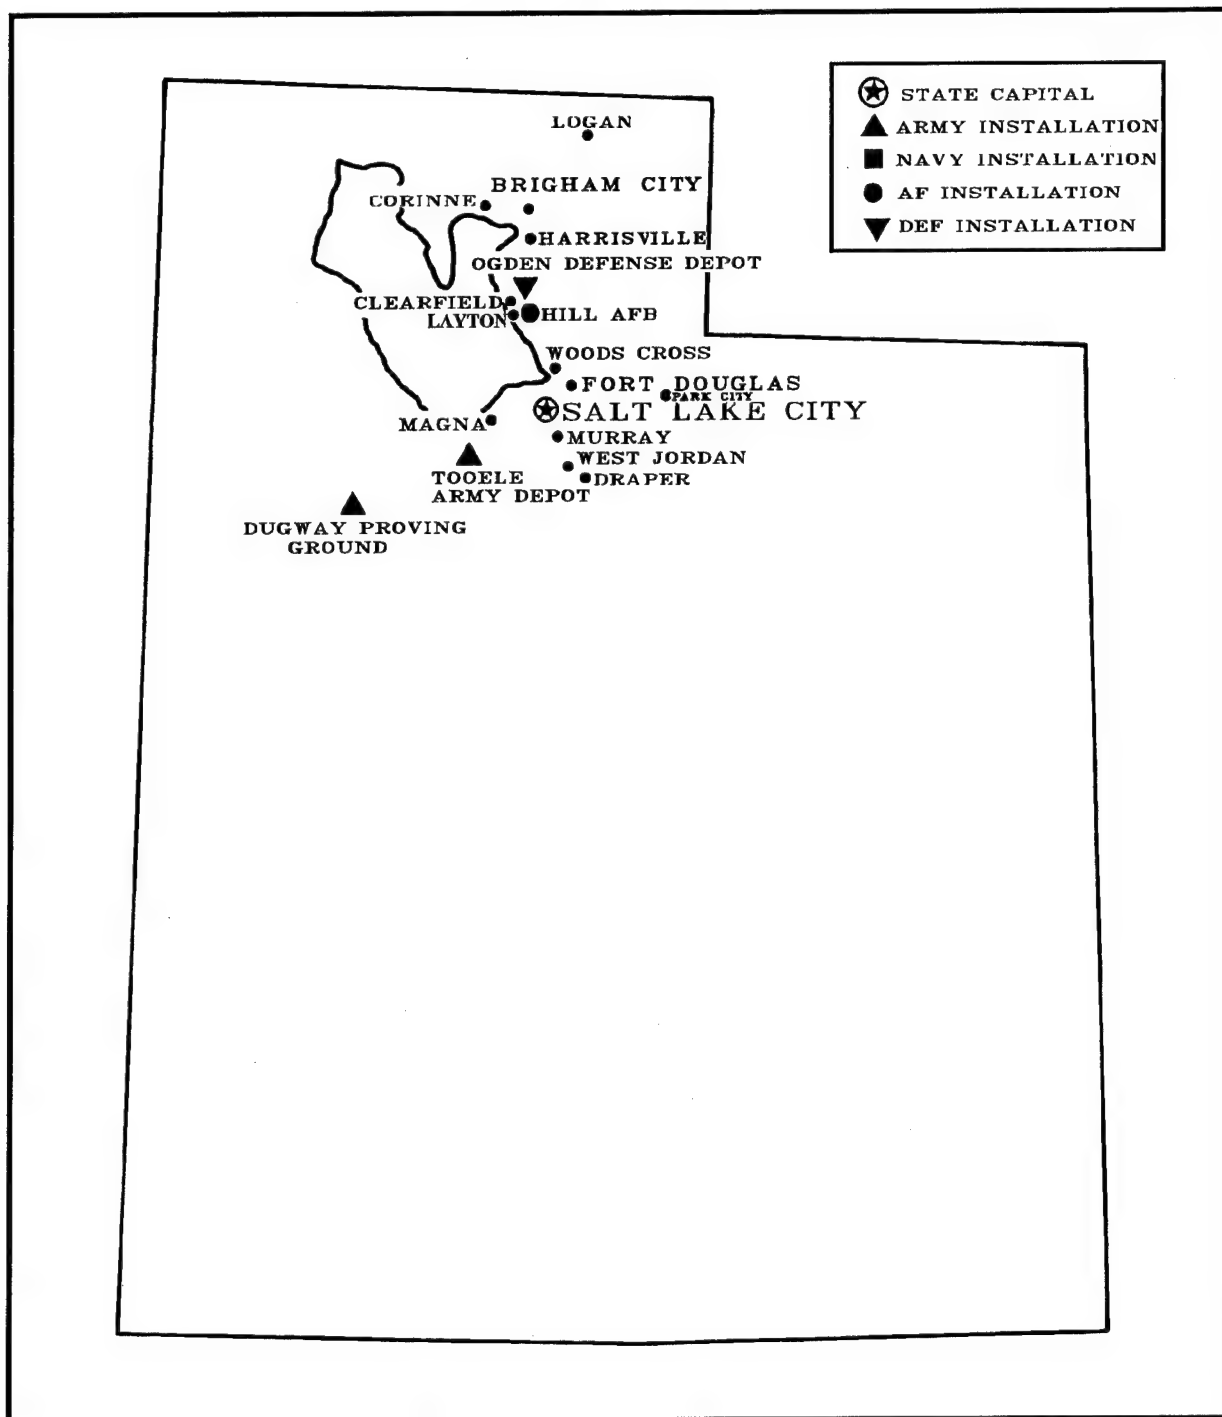 STATE CAPITAL
ARMY INSTALLATION
NAVY INSTALLATION
AF INSTALLATION
DEF INSTALLATION
LOGAN
BRIGHAM CITY
CORINNE
HARRISVILLE
OGDEN DEFENSE DEPOT
CLEARFIELD
HILL AFB
LAYTON
WOODS CROSS
FORT DOUGLAS
PARK CITY
SALT LAKE CITY
MAGNA
MURRAY
WEST JORDAN
TOOELE
ARMY DEPOT
DRAPER
DUGWAY PROVING
GROUND